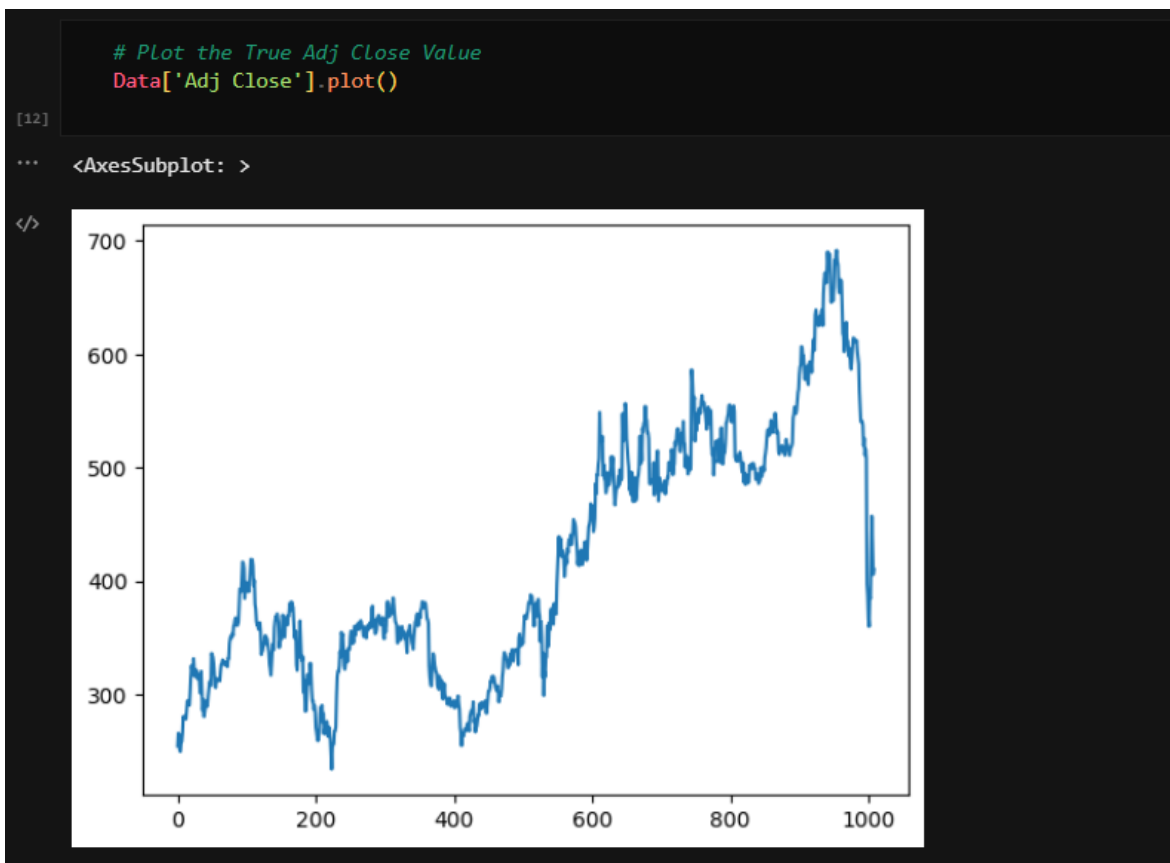 # Plot the True Adj Close Value
Data['Adj Close'].plot()
[12]
...
<AxesSubplot: >
</>
700
600
500
400
300
0 200 400 600 800 1000